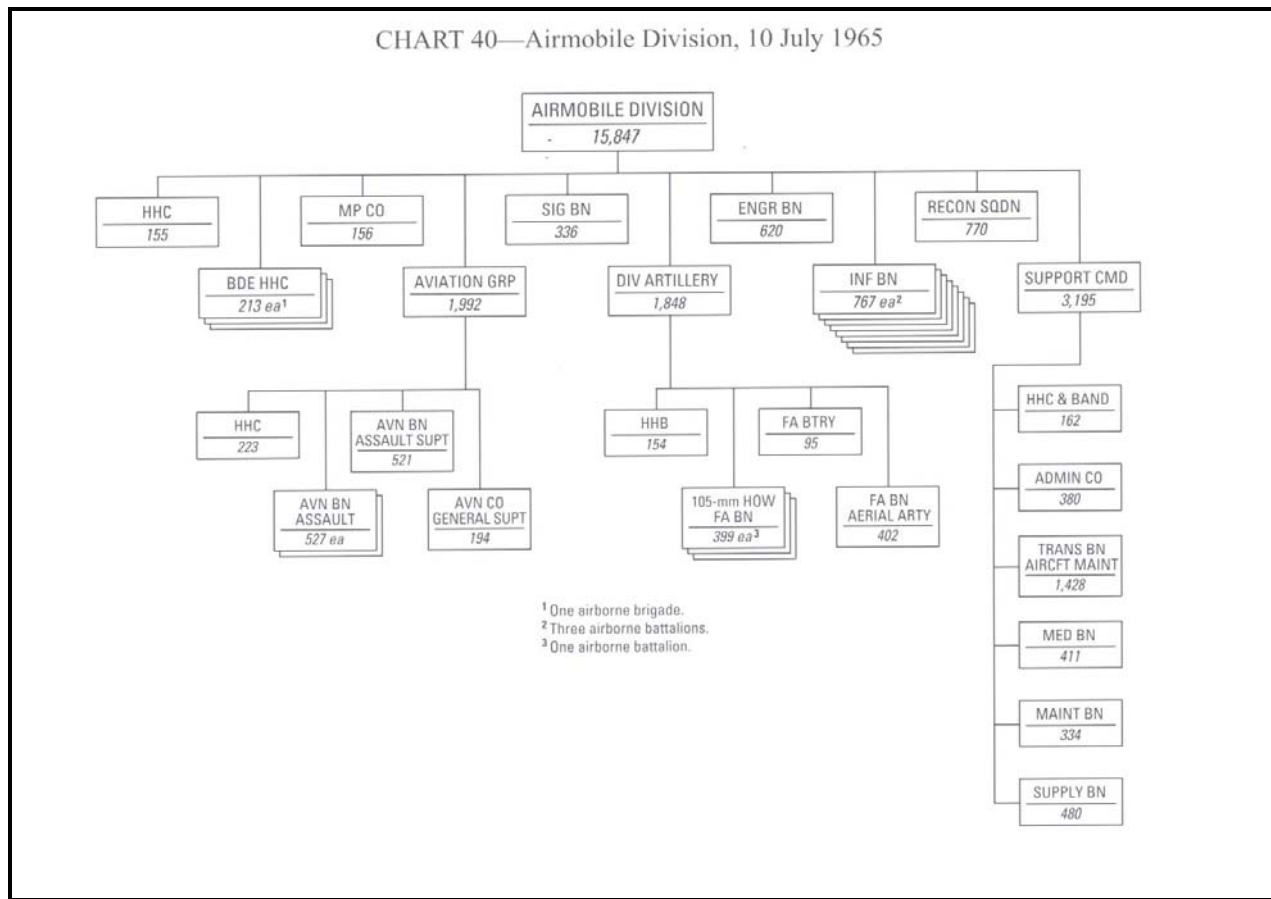 CHART 40—Airmobile Division, 10 July 1965
AIRMOBILE DIVISION
15,847
HHC
155
MP CO
156
SIG BN
336
ENGR BN
620
RECON SQDN
770
BDE HHC
213 ea¹
AVIATION GRP
1,992
DIV ARTILLERY
1,848
INF BN
767 ea²
SUPPORT CMD
3,195
HHC
223
AVN BN
ASSAULT SUPT
521
AVN BN
ASSAULT
527 ea
AVN CO
GENERAL SUPT
194
HHB
154
FA BTRY
95
105-mm HOW
FA BN
399 ea³
FA BN
AERIAL ARTY
402
HHC & BAND
162
ADMIN CO
380
TRANS BN
AIRCFT MAINT
1,428
MED BN
411
MAINT BN
334
SUPPLY BN
480
¹ One airborne brigade.
² Three airborne battalions.
³ One airborne battalion.